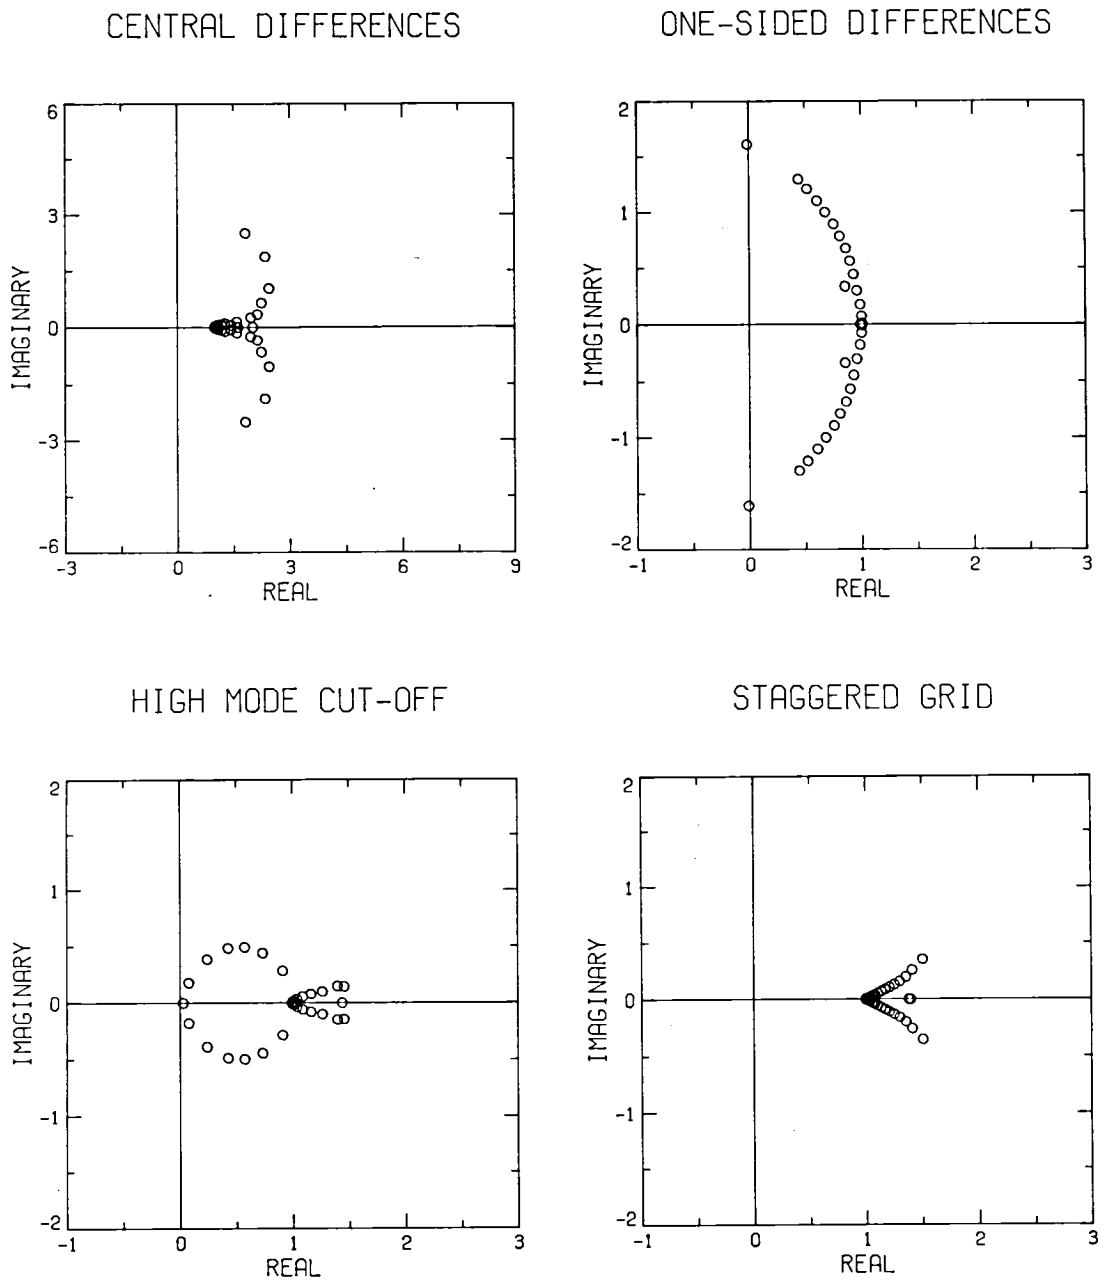 CENTRAL DIFFERENCES
6
3
0
-3
-6
-3 0 3 6 9
IMAGINARY
REAL
ONE-SIDED DIFFERENCES
2
1
0
-1
-2
-1 0 1 2 3
IMAGINARY
REAL
HIGH MODE CUT-OFF
2
1
0
-1
-2
-1 0 1 2 3
IMAGINARY
REAL
STAGGERED GRID
2
1
0
-1
-2
-1 0 1 2 3
IMAGINARY
REAL